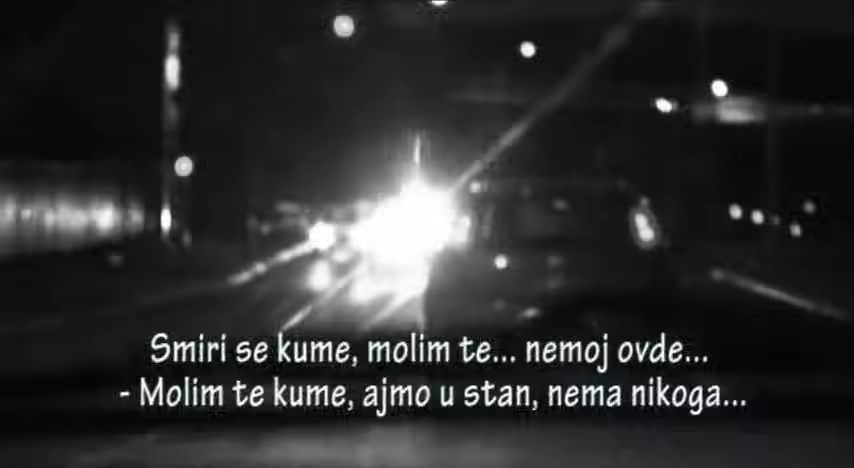 Smiri se kume, molim te... nemoj ovde...
- Molim te kume, ajmo u stan, nema nikoga...